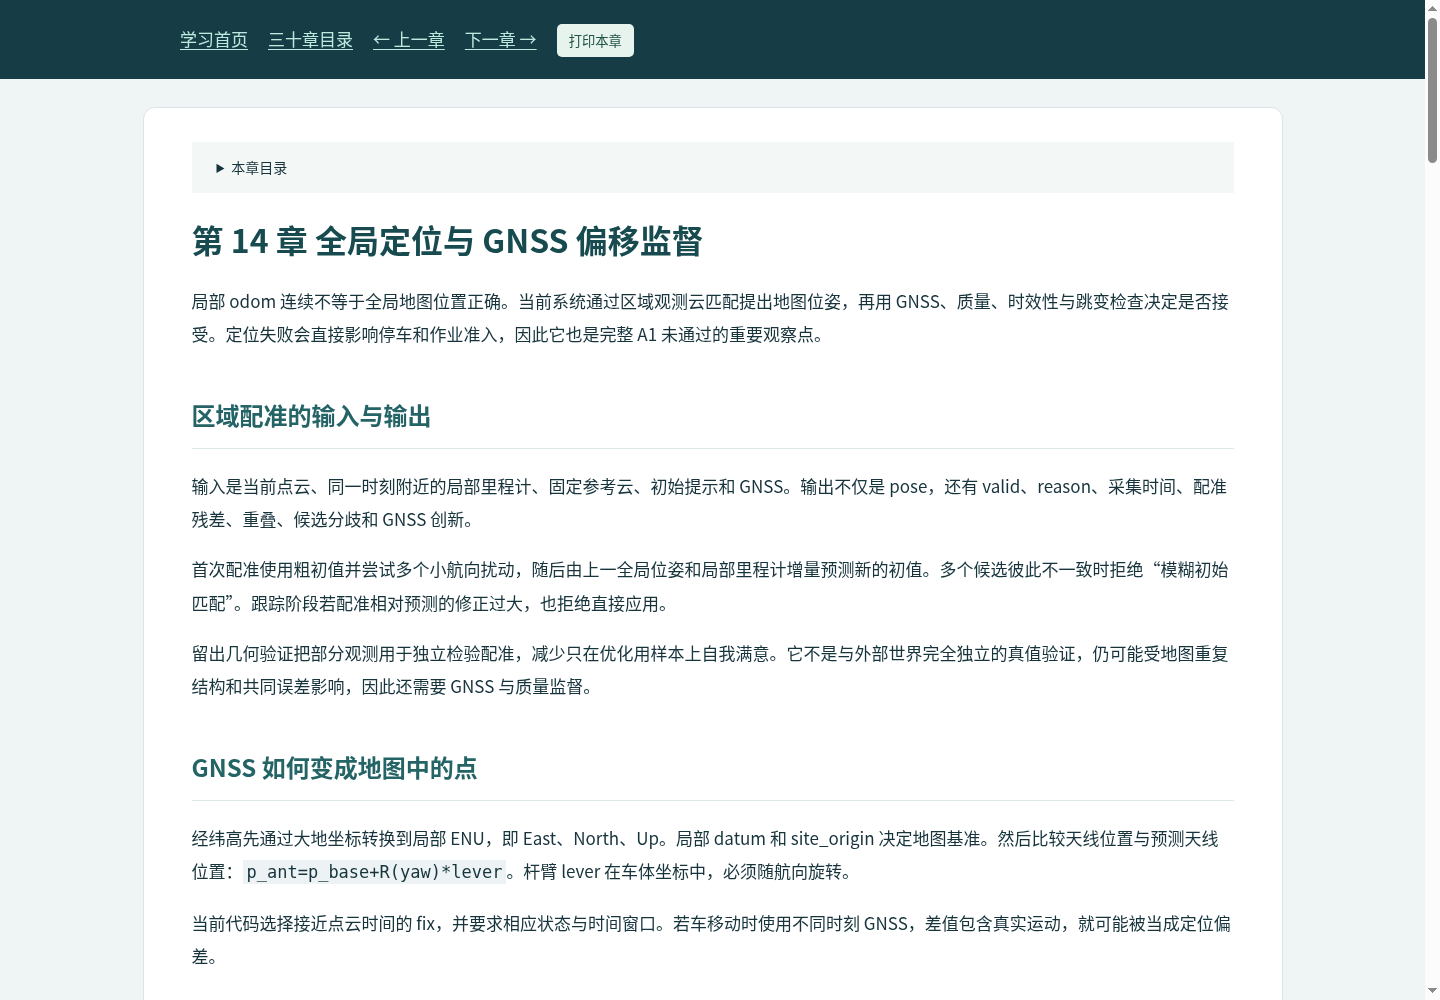 学习首页 三十章目录 ← 上一章 下一章 → 打印本章
▶ 本章目录
第 14 章 全局定位与 GNSS 偏移监督
局部 odom 连续不等于全局地图位置正确。当前系统通过区域观测云匹配提出地图位姿，再用 GNSS、质量、时效性与跳变检查决定是否接
受。定位失败会直接影响停车和作业准入，因此它也是完整 A1 未通过的重要观察点。
区域配准的输入与输出
输入是当前点云、同一时刻附近的局部里程计、固定参考云、初始提示和 GNSS。输出不仅是 pose，还有 valid、reason、采集时间、配准
残差、重叠、候选分歧和 GNSS 创新。
首次配准使用粗初值并尝试多个小航向扰动，随后由上一全局位姿和局部里程计增量预测新的初值。多个候选彼此不一致时拒绝“模糊初始
匹配”。跟踪阶段若配准相对预测的修正过大，也拒绝直接应用。
留出几何验证把部分观测用于独立检验配准，减少只在优化用样本上自我满意。它不是与外部世界完全独立的真值验证，仍可能受地图重复
结构和共同误差影响，因此还需要 GNSS 与质量监督。
GNSS 如何变成地图中的点
经纬高先通过大地坐标转换到局部 ENU，即 East、North、Up。局部 datum 和 site_origin 决定地图基准。然后比较天线位置与预测天线
位置：p_ant=p_base+R(yaw)*lever。杆臂 lever 在车体坐标中，必须随航向旋转。
当前代码选择接近点云时间的 fix，并要求相应状态与时间窗口。若车移动时使用不同时刻 GNSS，差值包含真实运动，就可能被当成定位偏
差。